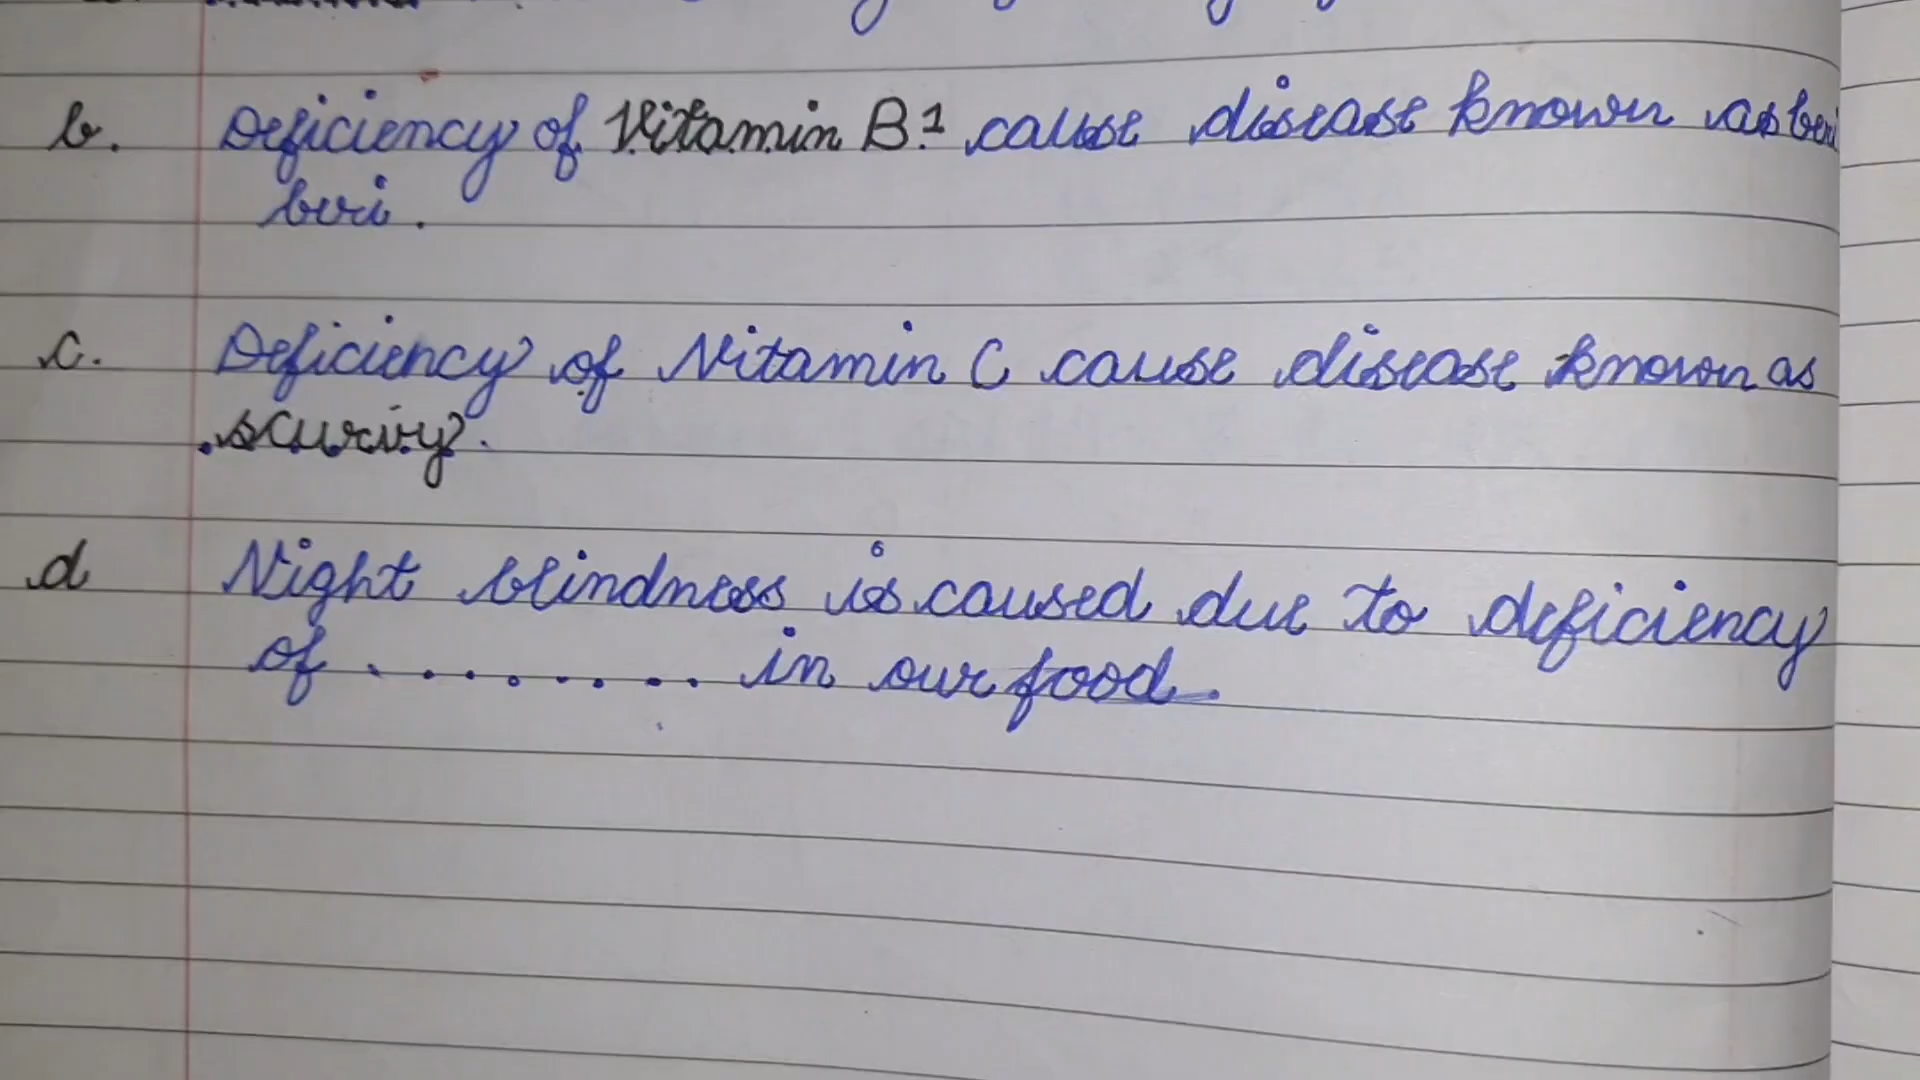 b. Deficiency of Vitamin B1 cause disease known as beri
beri.
c. Deficiency of Vitamin C cause disease known as
scurvy.
d Night blindness is caused due to deficiency
of ........ in our food.